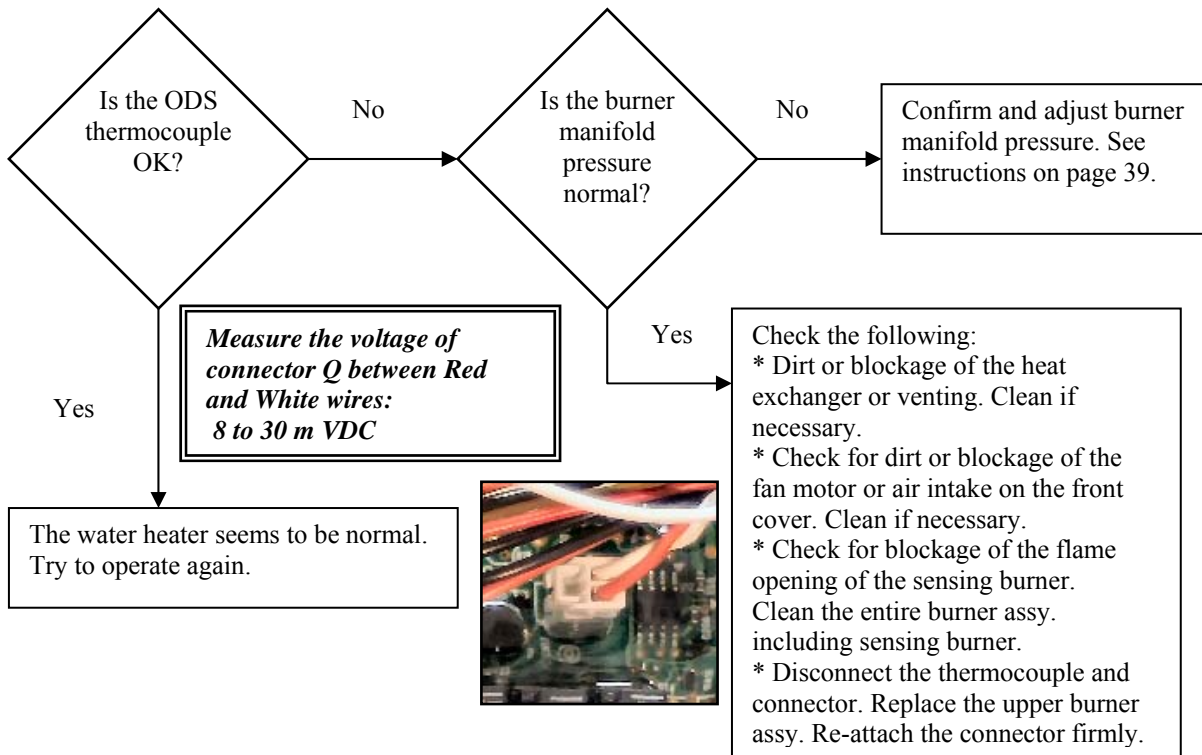 Is the ODS
thermocouple
OK?
No
Is the burner
manifold
pressure
normal?
No
Confirm and adjust burner
manifold pressure. See
instructions on page 39.
Yes
Measure the voltage of
connector Q between Red
and White wires:
8 to 30 m VDC
Yes
The water heater seems to be normal.
Try to operate again.
Check the following:
* Dirt or blockage of the heat
exchanger or venting. Clean if
necessary.
* Check for dirt or blockage of the
fan motor or air intake on the front
cover. Clean if necessary.
* Check for blockage of the flame
opening of the sensing burner.
Clean the entire burner assy.
including sensing burner.
* Disconnect the thermocouple and
connector. Replace the upper burner
assy. Re-attach the connector firmly.